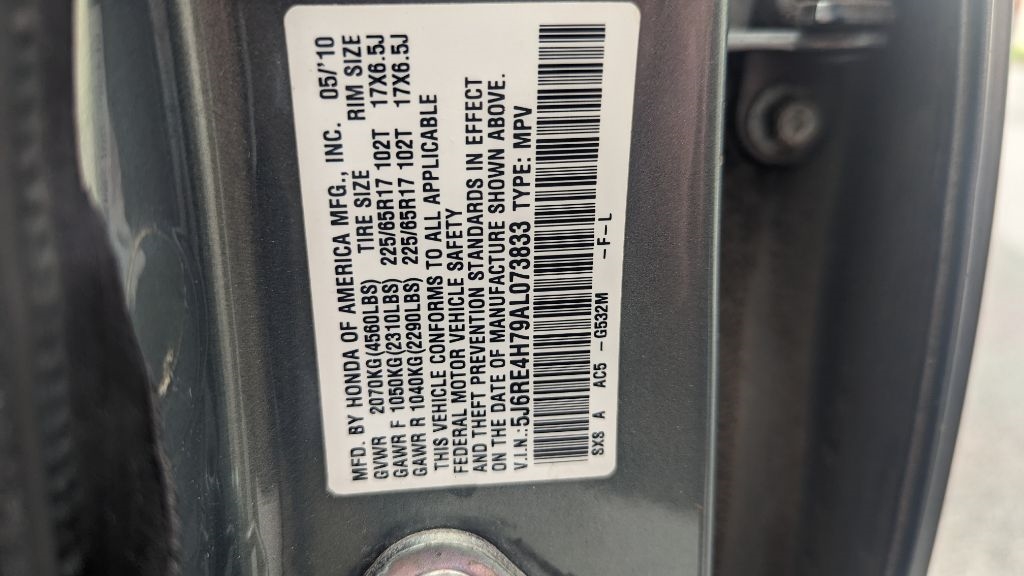 MFD. BY HONDA OF AMERICA MFG., INC. 05/10
GVWR 2070KG(4560LBS) TIRE SIZE RIM SIZE
GAWR F 1050KG(2310LBS) 225/65R17 102T 17X6.5J
GAWR R 1040KG(2290LBS) 225/65R17 102T 17X6.5J
THIS VEHICLE CONFORMS TO ALL APPLICABLE
FEDERAL MOTOR VEHICLE SAFETY
AND THEFT PREVENTION STANDARDS IN EFFECT
ON THE DATE OF MANUFACTURE SHOWN ABOVE.
V.I.N.:5J6RE4H79AL073833 TYPE: MPV
SXS A AC5 -G532M -F-L